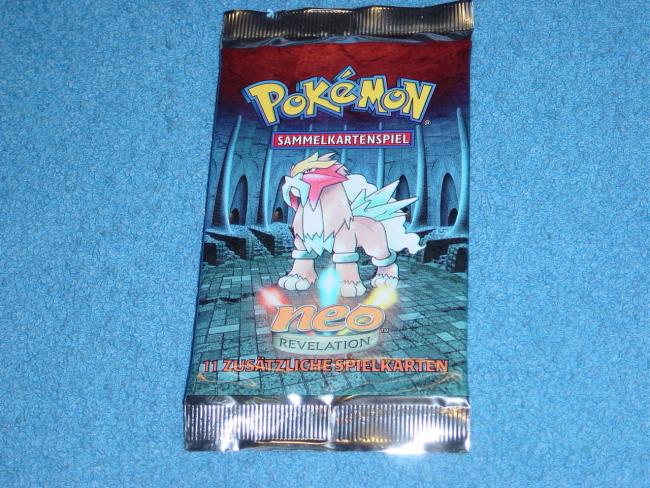 POKéMON
SAMMELKARTENSPIEL
neo
REVELATION
11 ZUSÄTZLICHE SPIELKARTEN